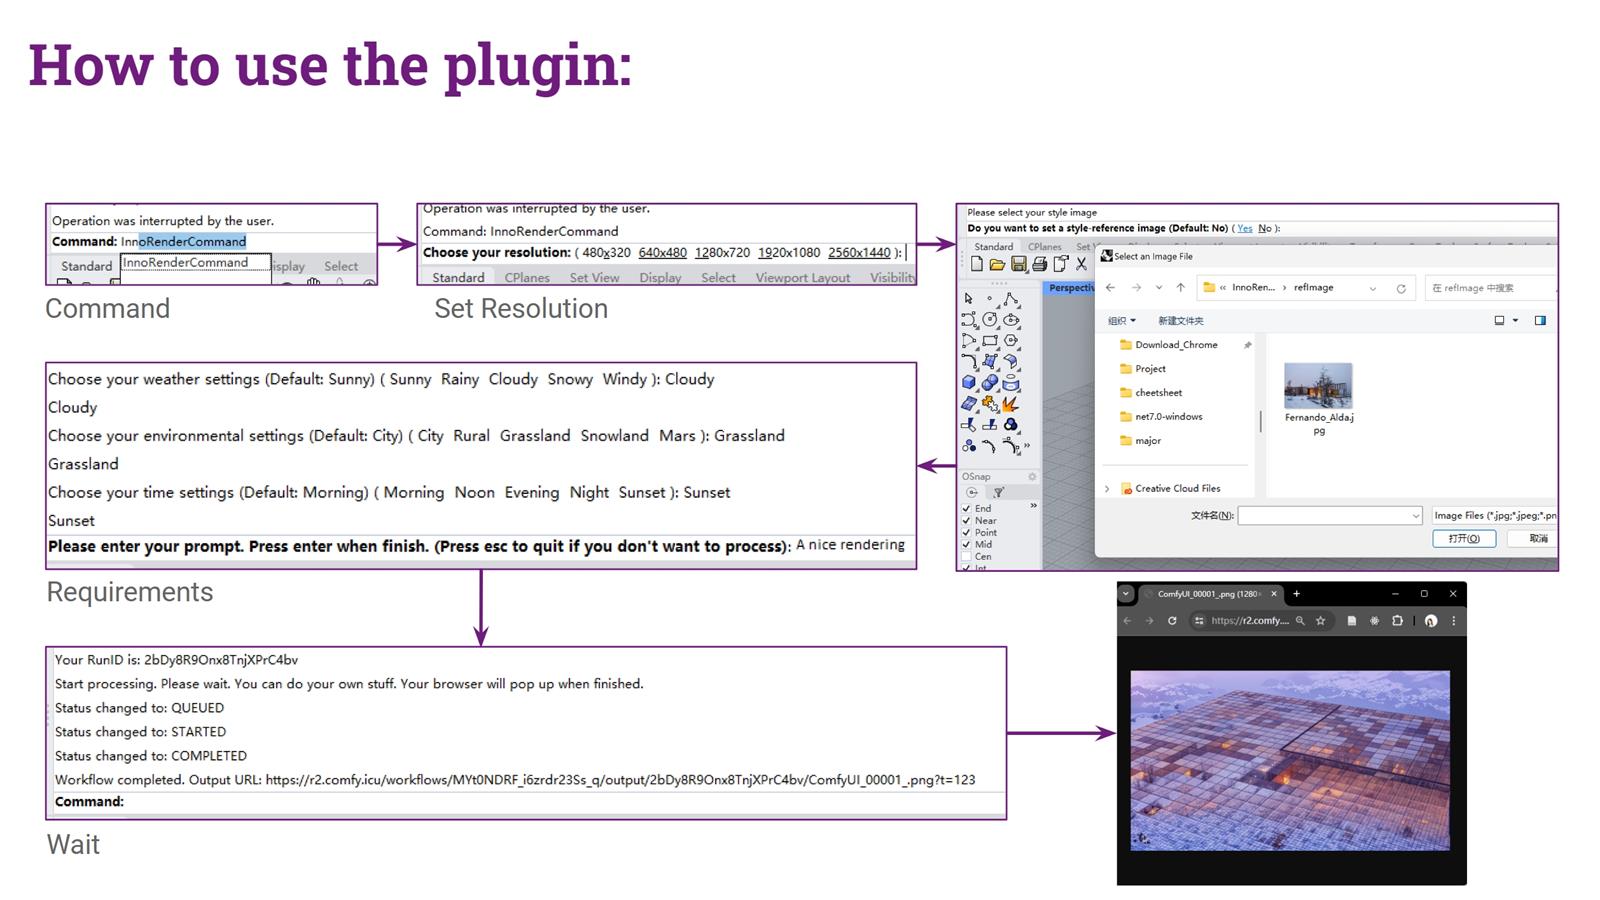 How to use the plugin:
Operation was interrupted by the user.
Command: InnoRenderCommand
InnoRenderCommand
Standard
isplay
Select
Command
Operation was interrupted by the user.
Command: InnoRenderCommand
Choose your resolution: ( 480x320 640x480 1280x720 1920x1080 2560x1440 ):
Standard CPlanes Set View Display Select Viewport Layout Visibility
Set Resolution
Please select your style image
Do you want to set a style-reference image (Default: No) ( Yes No ):
Standard CPlanes Set
Select an Image File
Perspectiv
« InnoRen... › refImage
在 refImage 中搜索
组织
新建文件夹
Download_Chrome
Project
cheetsheet
net7.0-windows
major
Creative Cloud Files
Fernando_Alda.j
pg
文件名(N):
Image Files (*.jpg;*.jpeg;*.pn
打开(O)
取消
OSnap
End
Near
Point
Mid
Cen
Int
Choose your weather settings (Default: Sunny) ( Sunny Rainy Cloudy Snowy Windy ): Cloudy
Cloudy
Choose your environmental settings (Default: City) ( City Rural Grassland Snowland Mars ): Grassland
Grassland
Choose your time settings (Default: Morning) ( Morning Noon Evening Night Sunset ): Sunset
Sunset
Please enter your prompt. Press enter when finish. (Press esc to quit if you don't want to process): A nice rendering
Requirements
Your RunID is: 2bDy8R9Onx8TnjXPrC4bv
Start processing. Please wait. You can do your own stuff. Your browser will pop up when finished.
Status changed to: QUEUED
Status changed to: STARTED
Status changed to: COMPLETED
Workflow completed. Output URL: https://r2.comfy.icu/workflows/MYt0NDRF_i6zrdr23Ss_q/output/2bDy8R9Onx8TnjXPrC4bv/ComfyUI_00001_.png?t=123
Command:
Wait
ComfyUI_00001_.png (1280×
https://r2.comfy....